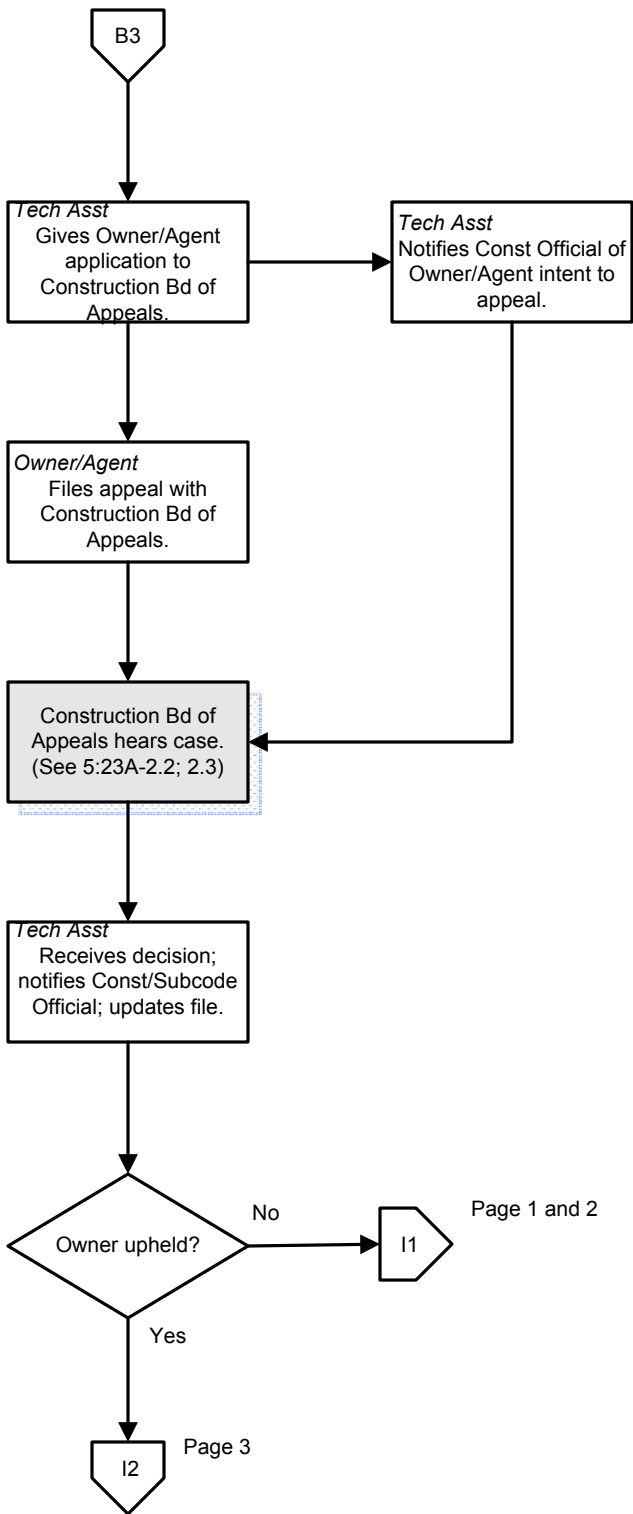 B3
Tech Asst
Gives Owner/Agent
application to
Construction Bd of
Appeals.
Tech Asst
Notifies Const Official of
Owner/Agent intent to
appeal.
Owner/Agent
Files appeal with
Construction Bd of
Appeals.
Construction Bd of
Appeals hears case.
(See 5:23A-2.2; 2.3)
Tech Asst
Receives decision;
notifies Const/Subcode
Official; updates file.
Owner upheld?
No
I1
Page 1 and 2
Yes
I2
Page 3